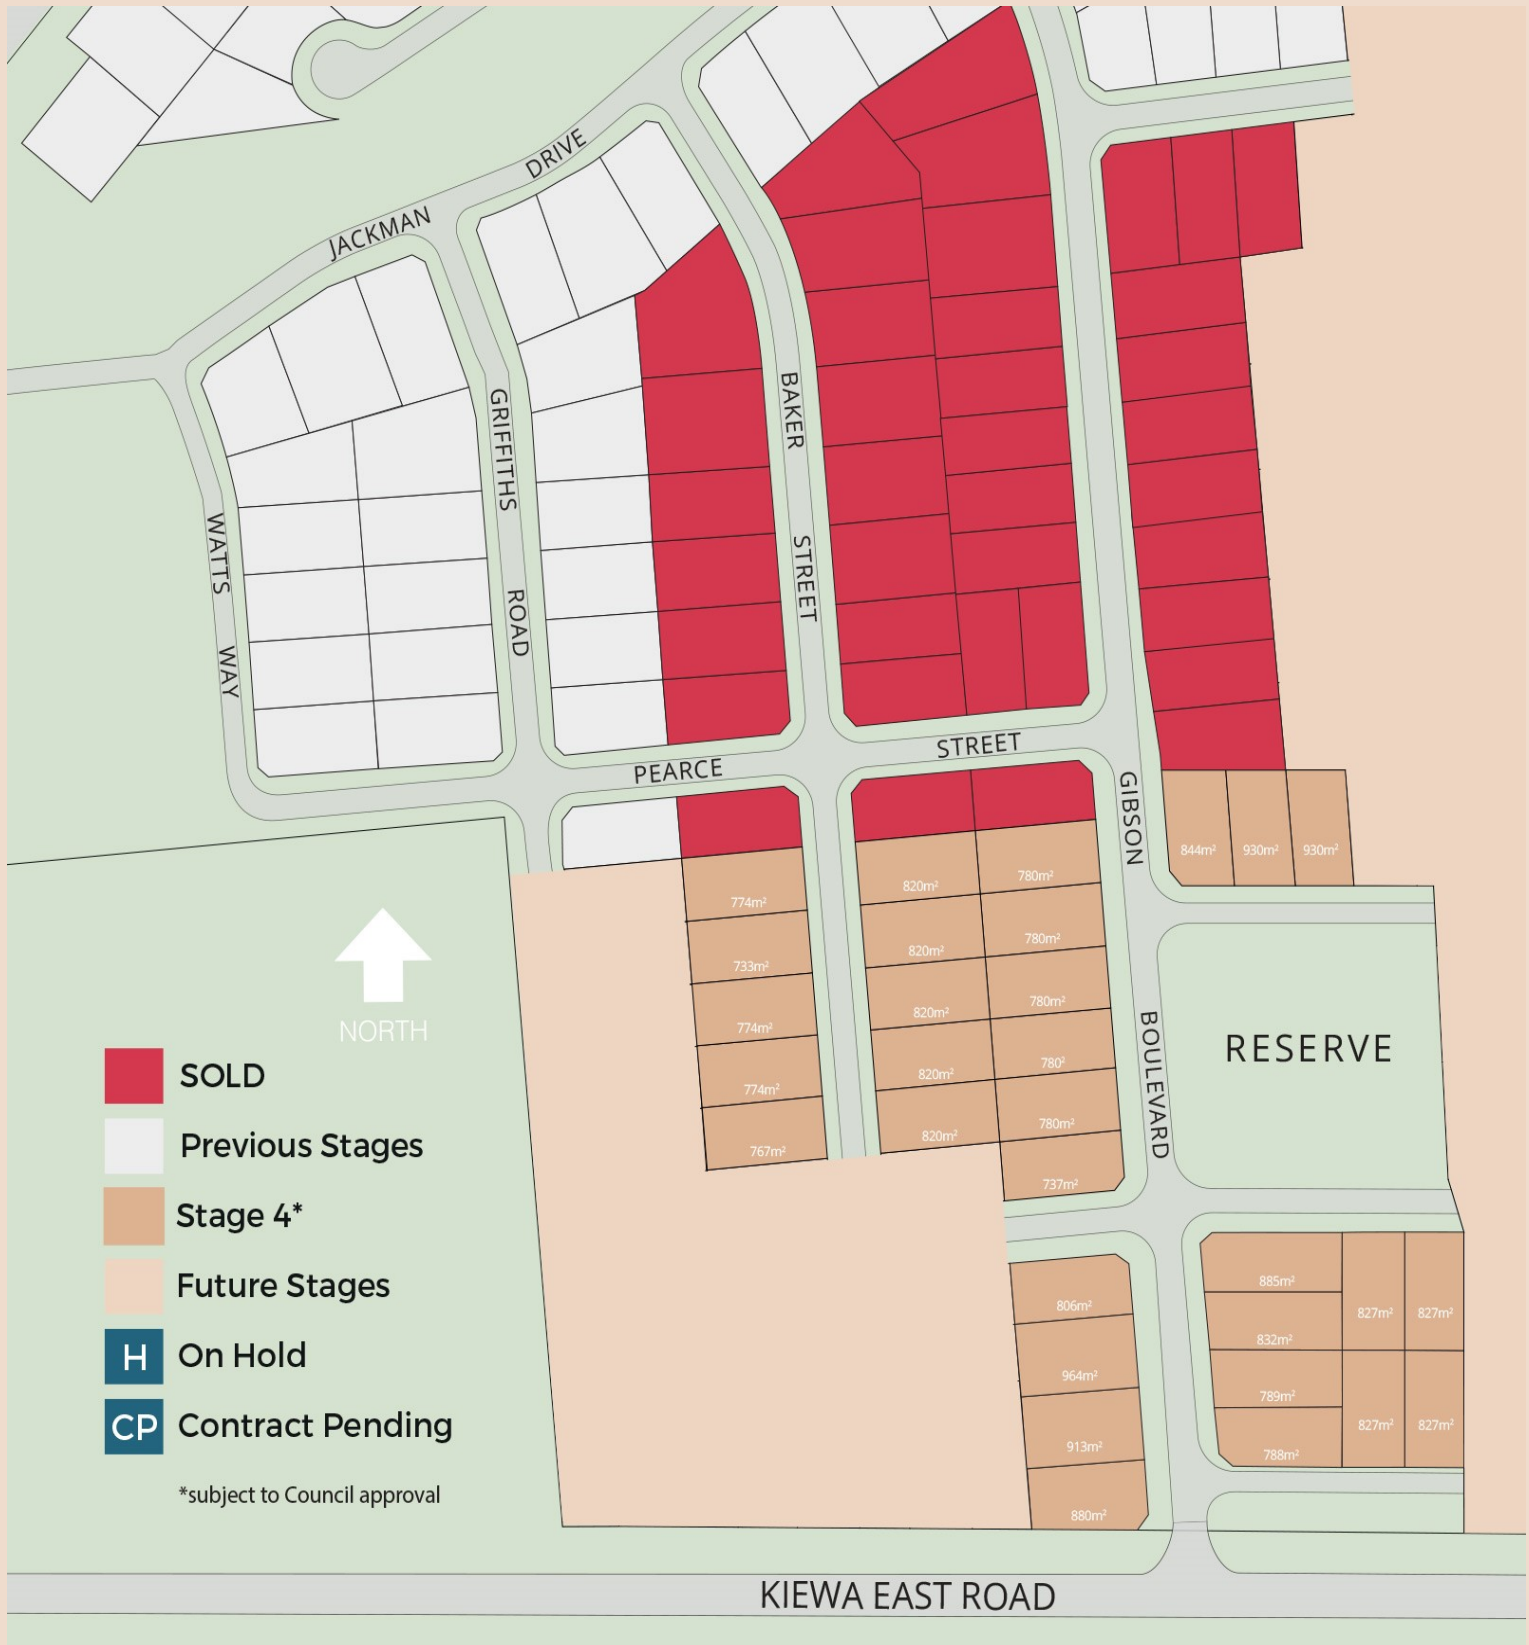 JACKMAN DRIVE
GRIFFITHS ROAD
BAKER STREET
WATTS WAY
PEARCE STREET
GIBSON BOULEVARD
844m²
930m²
930m²
774m²
733m²
774m²
774m²
767m²
820m²
780m²
820m²
780m²
820m²
780m²
820m²
780²
820m²
780m²
737m²
RESERVE
NORTH
SOLD
Previous Stages
Stage 4*
Future Stages
H On Hold
CP Contract Pending
*subject to Council approval
806m²
964m²
913m²
880m²
885m²
832m²
789m²
788m²
827m²
827m²
827m²
827m²
KIEWA EAST ROAD